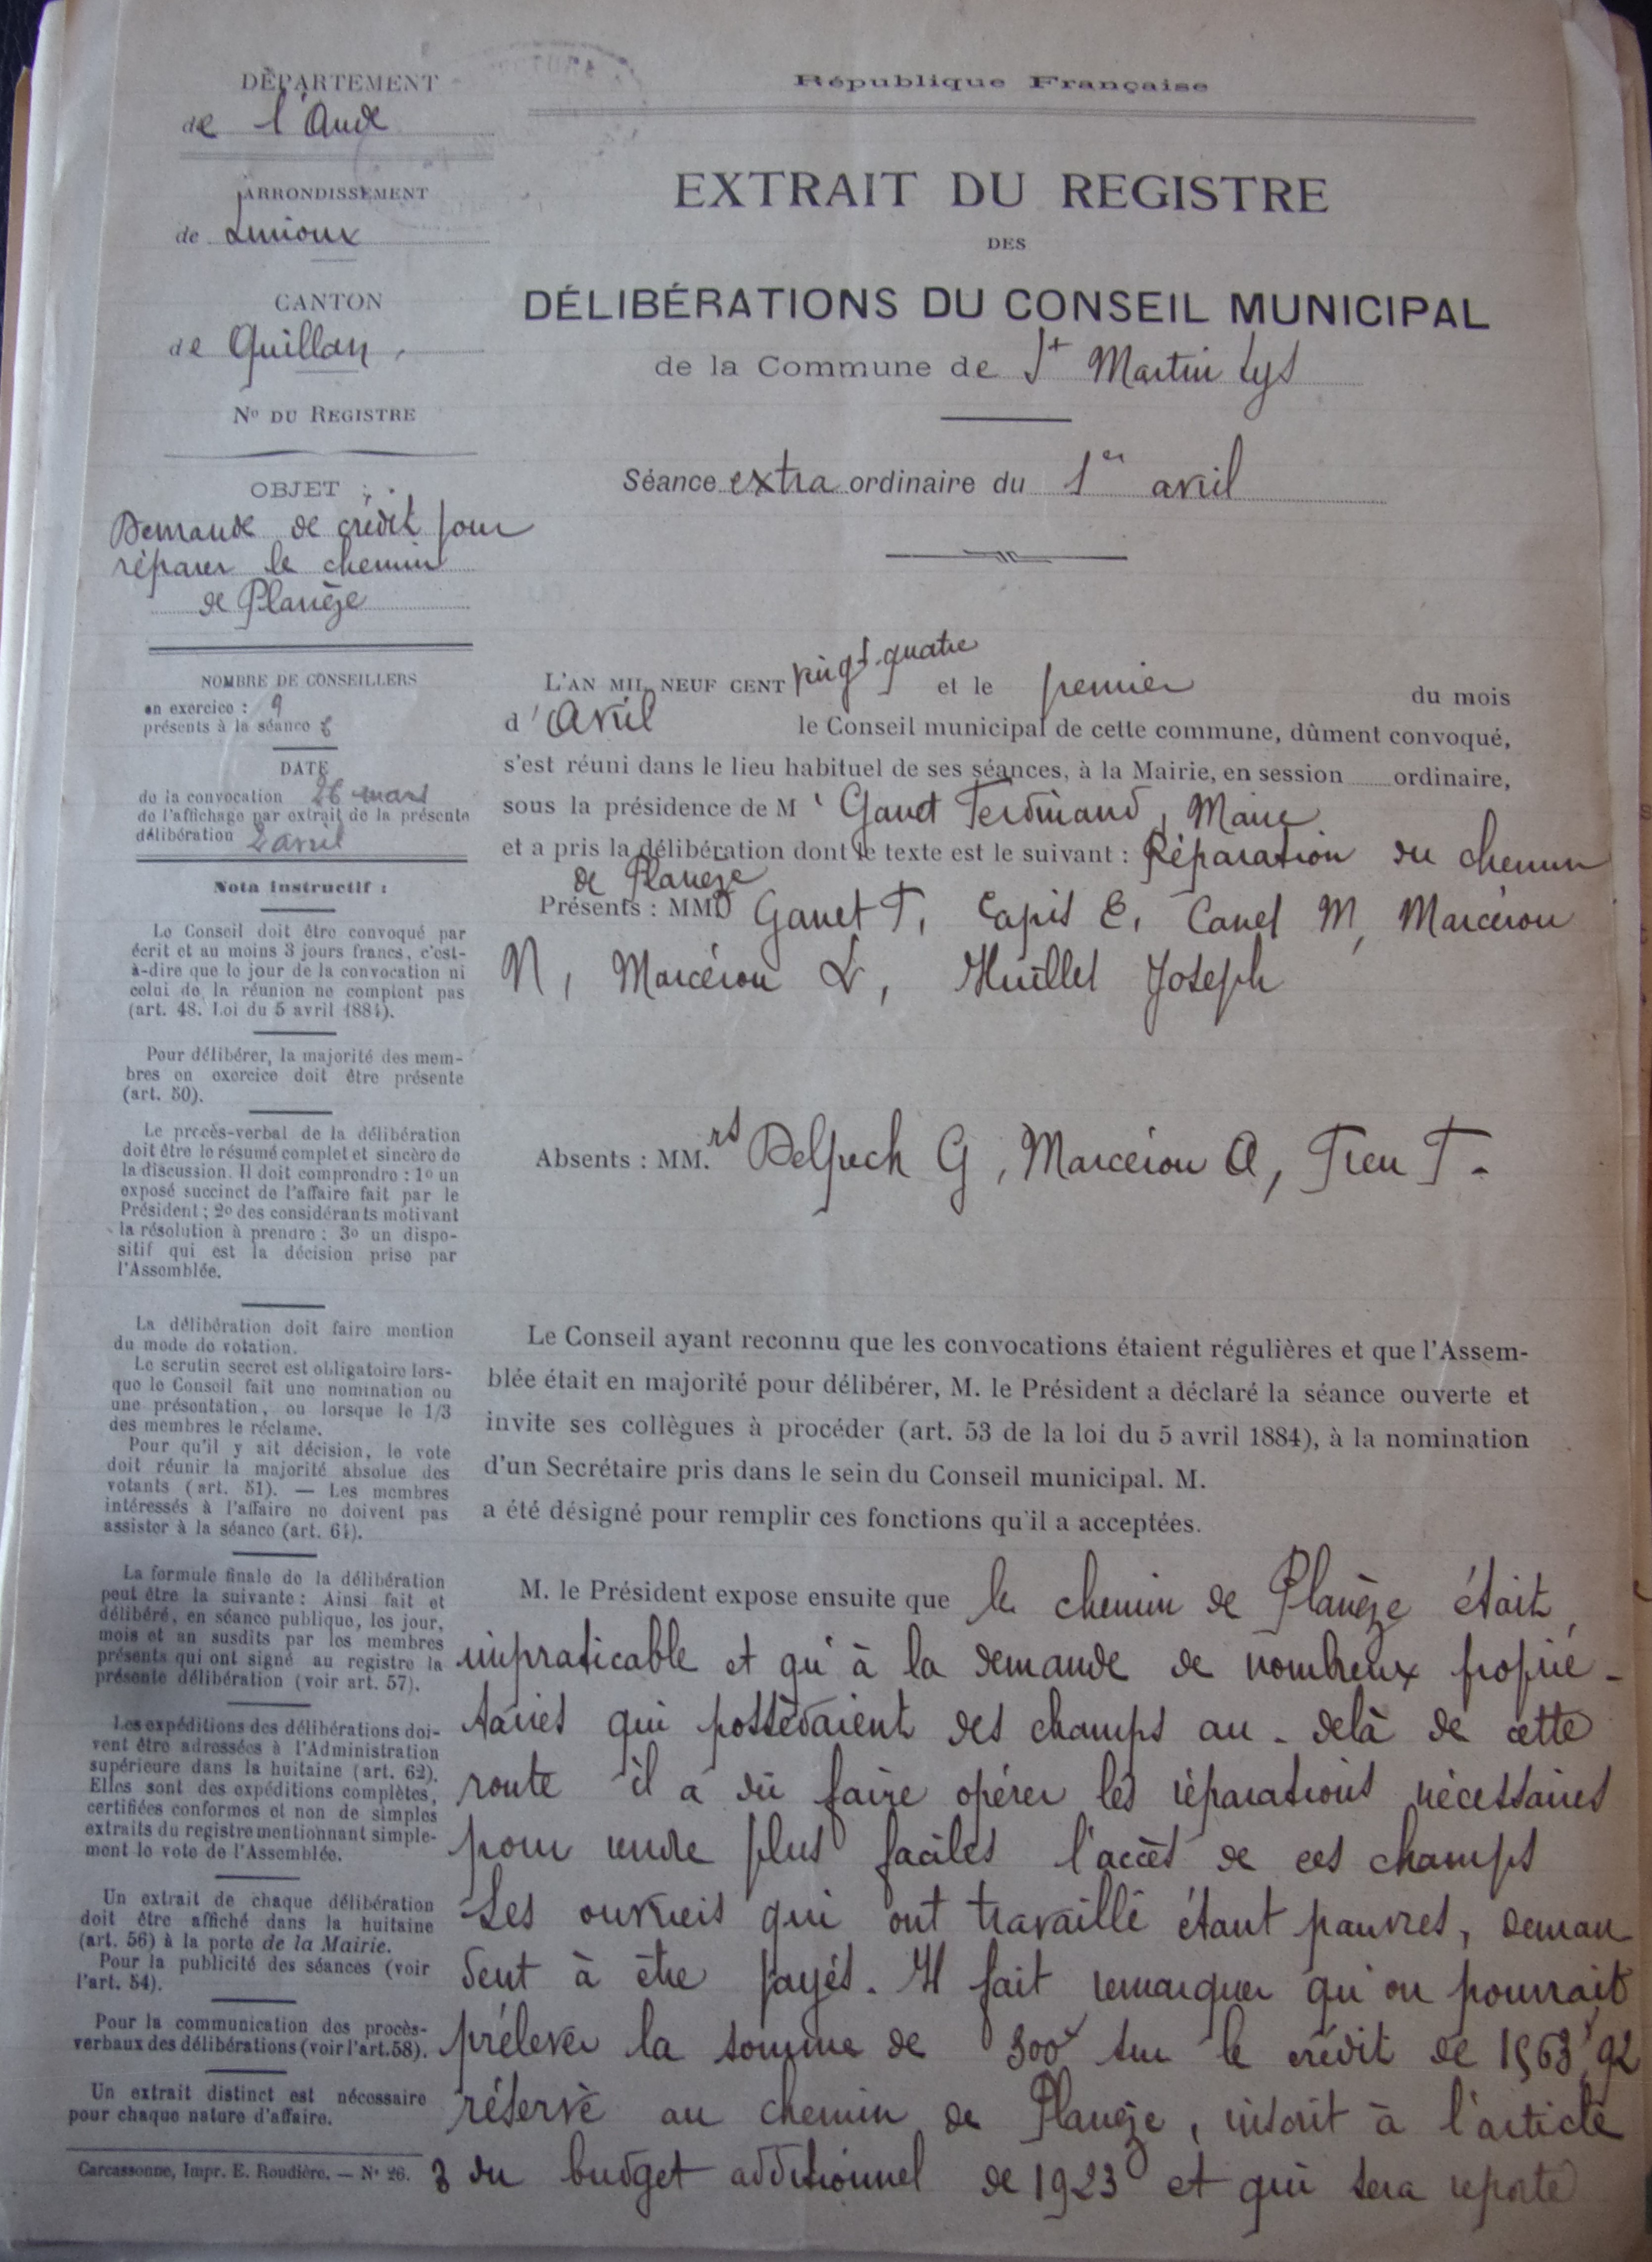 DÉPARTEMENT
de l'Aude
ARRONDISSEMENT
de Limoux
CANTON
de Quillan
N° DU REGISTRE
OBJET :
Demande de crédit pour
réparer le chemin
de Planèze
NOMBRE DE CONSEILLERS
en exercice : 9
présents à la séance 6
DATE
de la convocation 26 mars
de l'affichage par extrait de la présente
délibération 2 avril
Nota instructif :
Le Conseil doit être convoqué par
écrit et au moins 3 jours francs, c'est-
à-dire que le jour de la convocation ni
celui de la réunion ne comptent pas
(art. 48. Loi du 5 avril 1884).
Pour délibérer, la majorité des mem-
bres en exercice doit être présente
(art. 50).
Le procès-verbal de la délibération
doit être le résumé complet et sincère de
la discussion. Il doit comprendre : 1o un
exposé succinct de l'affaire fait par le
Président ; 2o des considérants motivant
la résolution à prendre ; 3o un dispo-
sitif qui est la décision prise par
l'Assemblée.
La délibération doit faire mention
du mode de votation.
Le scrutin secret est obligatoire lors-
que le Conseil fait une nomination ou
une présentation, ou lorsque le 1/3
des membres le réclame.
Pour qu'il y ait décision, le vote
doit réunir la majorité absolue des
votants (art. 51). — Les membres
intéressés à l'affaire ne doivent pas
assister à la séance (art. 64).
La formule finale de la délibération
peut être la suivante : Ainsi fait et
délibéré, en séance publique, les jour,
mois et an susdits par les membres
présents qui ont signé au registre la
présente délibération (voir art. 57).
Les expéditions des délibérations doi-
vent être adressées à l'Administration
supérieure dans la huitaine (art. 62).
Elles sont des expéditions complètes,
certifiées conformes et non de simples
extraits du registre mentionnant simple-
ment le vote de l'Assemblée.
Un extrait de chaque délibération
doit être affiché dans la huitaine
(art. 56) à la porte de la Mairie.
Pour la publicité des séances (voir
l'art. 54).
Pour la communication des procès-
verbaux des délibérations (voir l'art. 58).
Un extrait distinct est nécessaire
pour chaque nature d'affaire.
Carcassonne, Impr. E. Roudière. — N° 26.
République Française
EXTRAIT DU REGISTRE
DES
DÉLIBÉRATIONS DU CONSEIL MUNICIPAL
de la Commune de St Martin Lys
Séance extra ordinaire du 1er avril
L'AN MIL NEUF CENT vingt-quatre et le premier du mois
d'Avril le Conseil municipal de cette commune, dûment convoqué,
s'est réuni dans le lieu habituel de ses séances, à la Mairie, en session ordinaire,
sous la présidence de M Ganet Ferdinand, Maire
et a pris la délibération dont le texte est le suivant : Réparation du chemin
de Planeze
Présents : MM. Ganet F, Capis E, Canel M, Marcérou
N, Marcérou L, Huillet Joseph
Absents : MM.rs Delpech G, Marcérou A, Treu T.
Le Conseil ayant reconnu que les convocations étaient régulières et que l'Assem-
blée était en majorité pour délibérer, M. le Président a déclaré la séance ouverte et
invite ses collègues à procéder (art. 53 de la loi du 5 avril 1884), à la nomination
d'un Secrétaire pris dans le sein du Conseil municipal. M.
a été désigné pour remplir ces fonctions qu'il a acceptées.
M. le Président expose ensuite que le chemin de Planèze était
impraticable et qu'à la demande de nombreux proprié-
taires qui possédaient des champs au-delà de cette
route il a dû faire opérer les réparations nécessaires
pour rendre plus faciles l'accès de ces champs
Les ouvriers qui ont travaillé étant pauvres, deman
dent à être payés. Il fait remarquer qu'on pourrait
prélever la somme de 300f sur le crédit de 1563f,92
réservé au chemin de Planèze, inscrit à l'article
3 du budget additionnel de 1923 et qui sera reporté